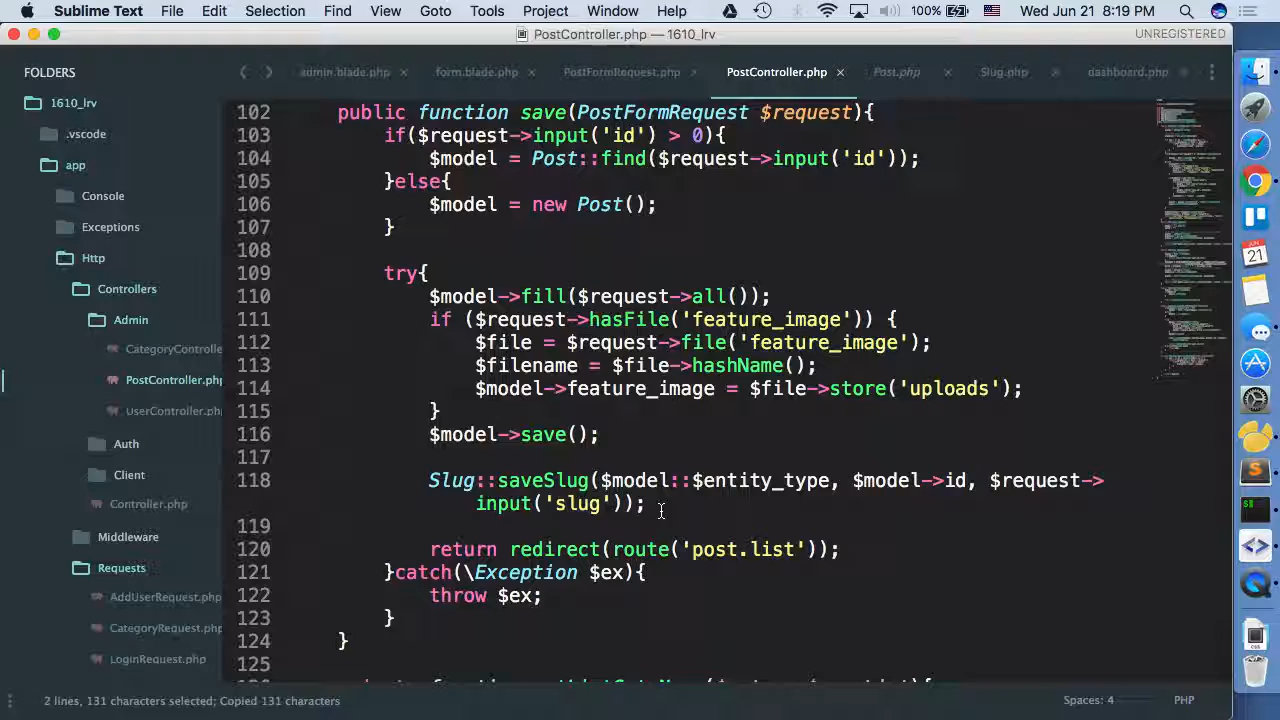 Sublime Text File Edit Selection Find View Goto Tools Project Window Help 100% Wed Jun 21 8:19 PM
PostController.php — 1610_lrv UNREGISTERED
FOLDERS
1610_lrv
.vscode
app
Console
Exceptions
Http
Controllers
Admin
CategoryControlle
PostController.php
UserController.ph
Auth
Client
Controller.php
Middleware
Requests
AddUserRequest.php
CategoryRequest.php
LoginRequest.php
admin.blade.php form.blade.php PostFormRequest.php PostController.php Post.php Slug.php dashboard.php
102 public function save(PostFormRequest $request){
103 if($request->input('id') > 0){
104 $model = Post::find($request->input('id'));
105 }else{
106 $model = new Post();
107 }
108
109 try{
110 $model->fill($request->all());
111 if ($request->hasFile('feature_image')) {
112 $file = $request->file('feature_image');
113 $filename = $file->hashName();
114 $model->feature_image = $file->store('uploads');
115 }
116 $model->save();
117
118 Slug::saveSlug($model::$entity_type, $model->id, $request->
input('slug'));
119
120 return redirect(route('post.list'));
121 }catch(\Exception $ex){
122 throw $ex;
123 }
124 }
125
2 lines, 131 characters selected; Copied 131 characters Spaces: 4 PHP
JUN
21